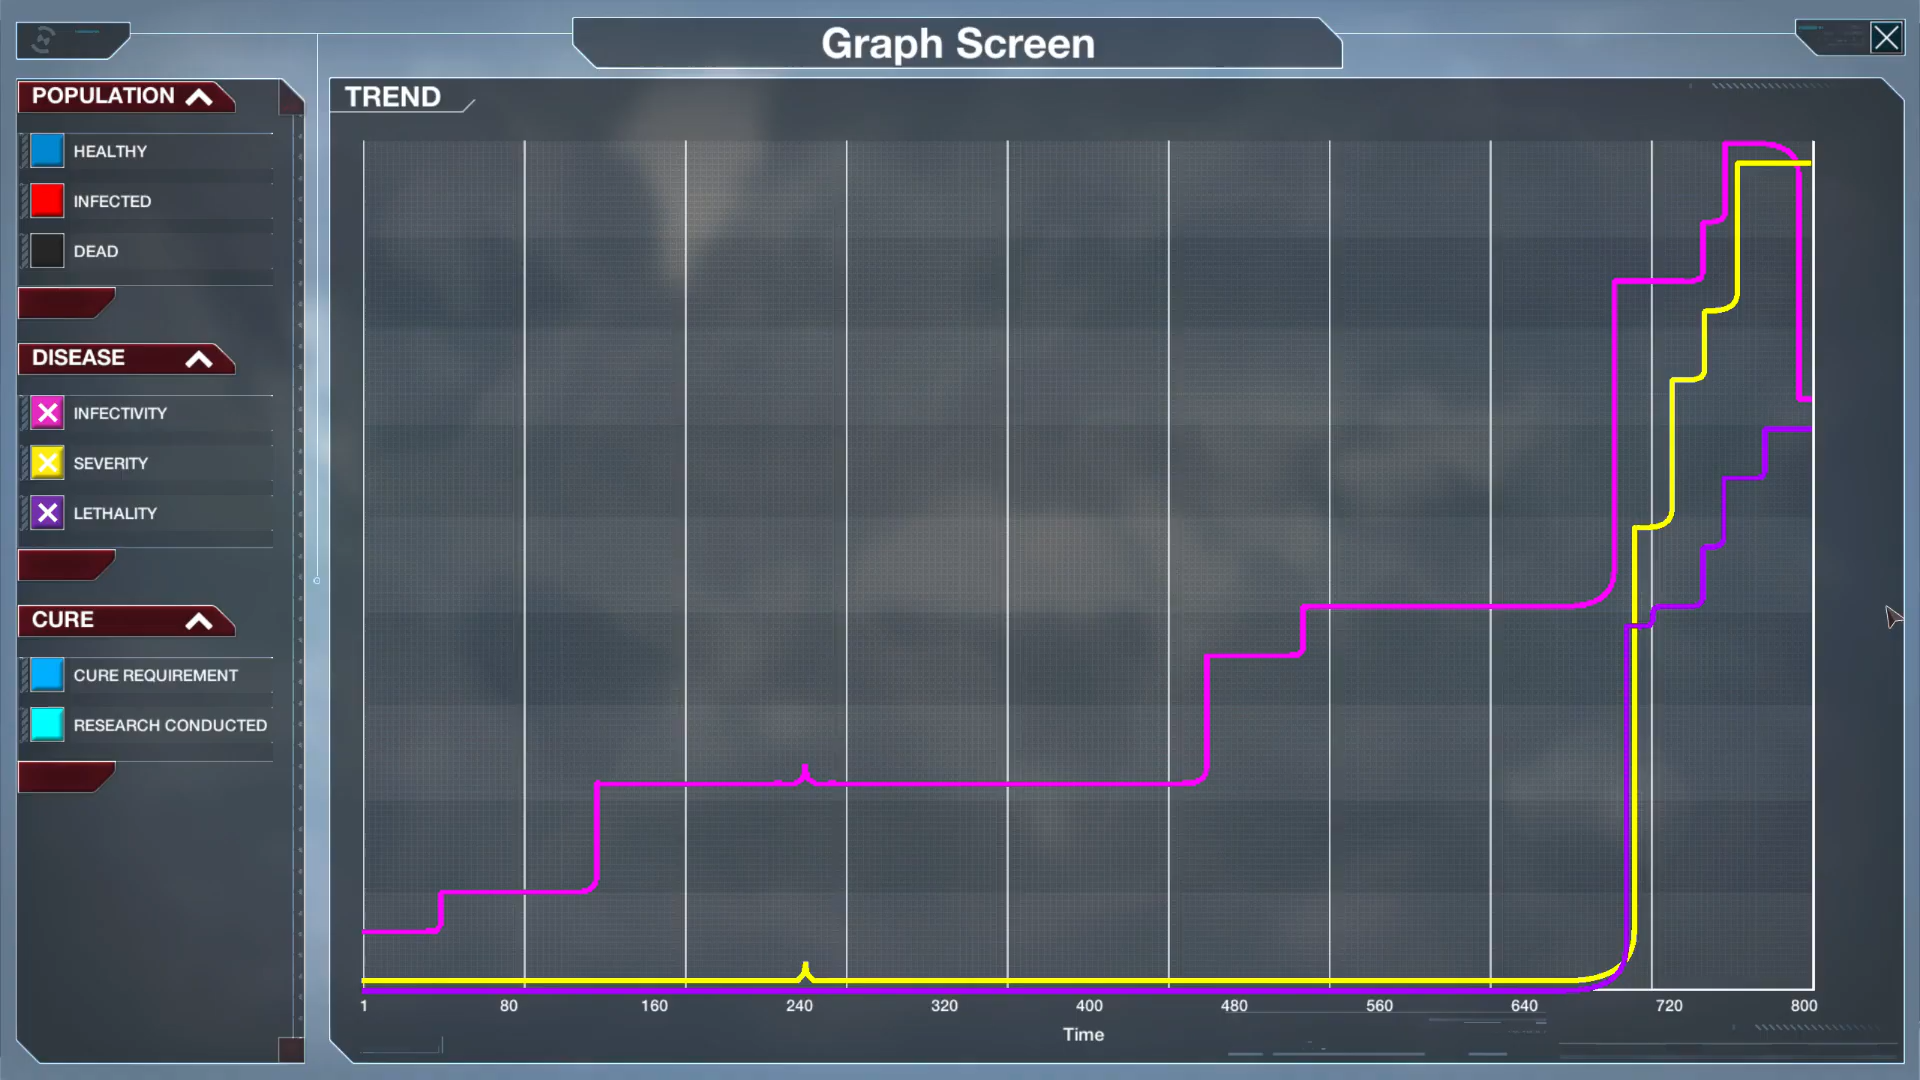 Graph Screen
POPULATION
HEALTHY
INFECTED
DEAD
DISEASE
INFECTIVITY
SEVERITY
LETHALITY
CURE
CURE REQUIREMENT
RESEARCH CONDUCTED
TREND
1 80 160 240 320 400 480 560 640 720 800
Time